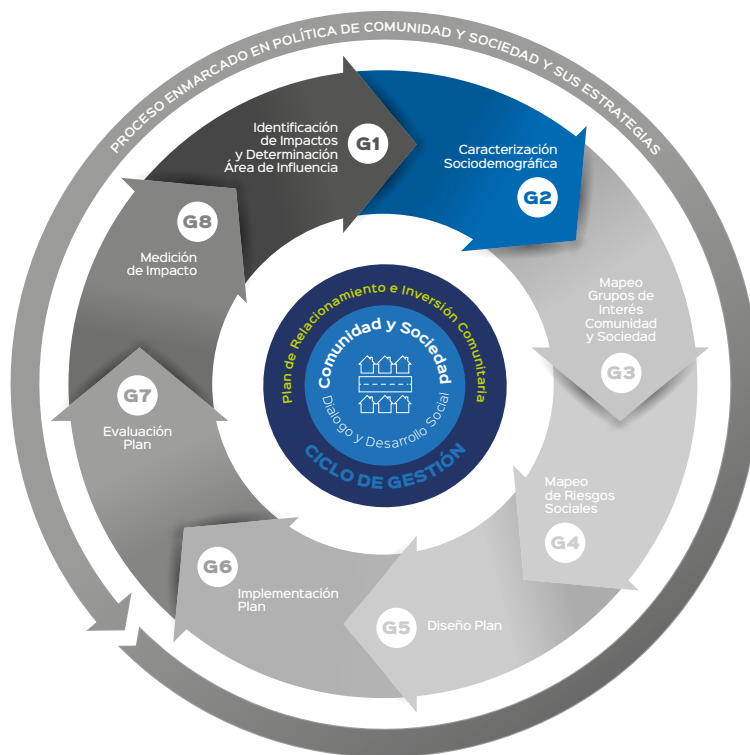 PROCESO ENMARCADO EN POLÍTICA DE COMUNIDAD Y SOCIEDAD Y SUS ESTRATEGIAS
Identificación
de Impactos
y Determinación
Área de Influencia
G1
Caracterización
Sociodemográfica
G2
Mapeo
Grupos de
Interés
Comunidad
y Sociedad
G3
Mapeo
de Riesgos
Sociales
G4
G5
Diseño Plan
G6
Implementación
Plan
G7
Evaluación
Plan
G8
Medición
de Impacto
Plan de Relacionamiento e Inversión Comunitaria
Comunidad y Sociedad
Dialogo y Desarrollo Social
CICLO DE GESTIÓN